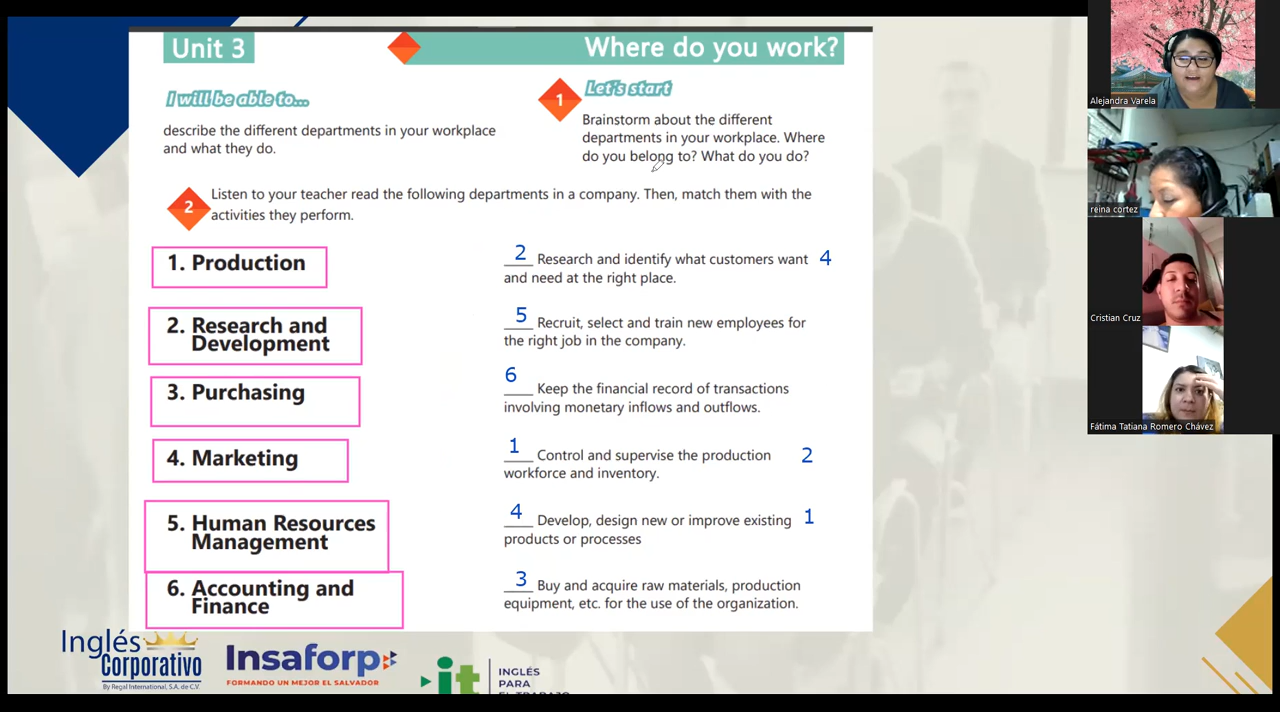 Unit 3
Where do you work?
I will be able to...
describe the different departments in your workplace
and what they do.
1
Let's start
Brainstorm about the different
departments in your workplace. Where
do you belong to? What do you do?
2
Listen to your teacher read the following departments in a company. Then, match them with the
activities they perform.
1. Production
2. Research and
Development
3. Purchasing
4. Marketing
5. Human Resources
Management
6. Accounting and
Finance
2 Research and identify what customers want 4
and need at the right place.
5 Recruit, select and train new employees for
the right job in the company.
6 Keep the financial record of transactions
involving monetary inflows and outflows.
1 Control and supervise the production 2
workforce and inventory.
4 Develop, design new or improve existing 1
products or processes
3 Buy and acquire raw materials, production
equipment, etc. for the use of the organization.
Inglés
Corporativo
By Regal International, S.A. de C.V.
Insaforp
FORMANDO UN MEJOR EL SALVADOR
it
INGLÉS
PARA
EL TRABAJO
Alejandra Varela
reina cortez
Cristian Cruz
Fátima Tatiana Romero Chávez